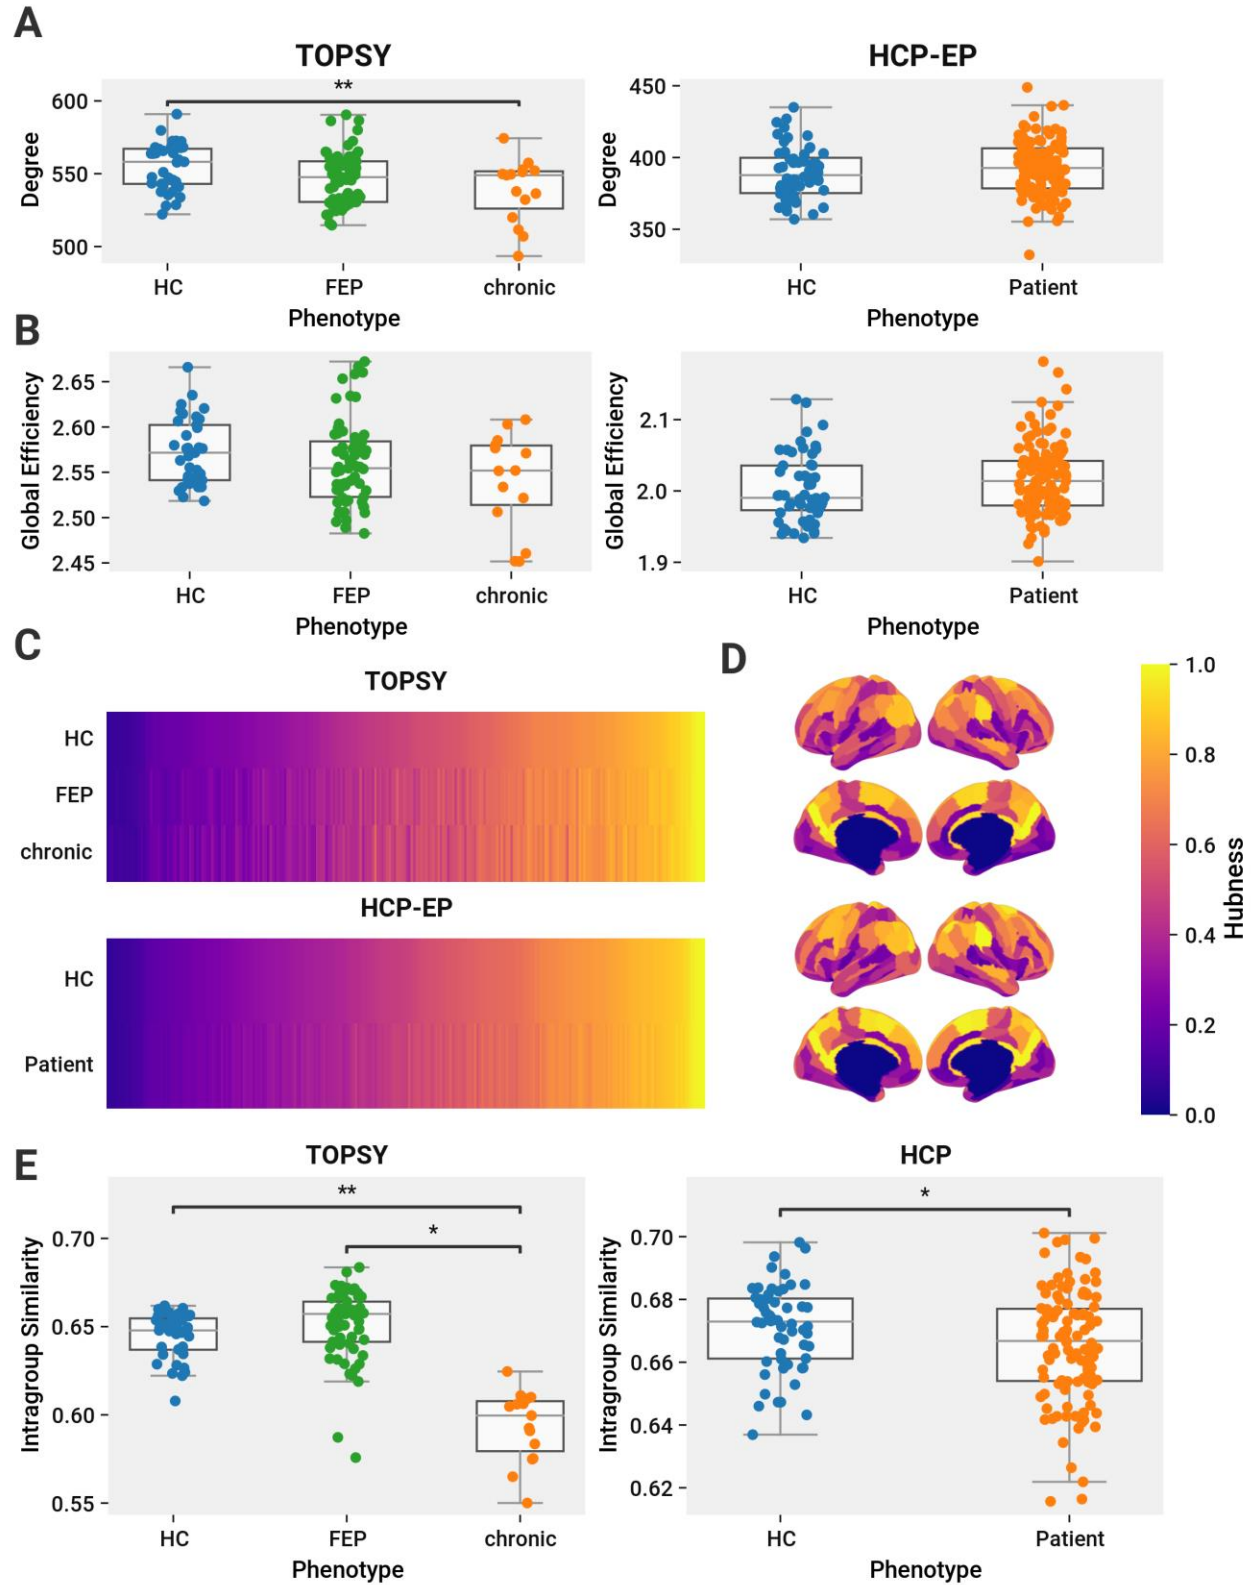 A
TOPSY
HCP-EP
**
600
550
500
Degree
HC
FEP
chronic
Phenotype
450
400
350
Degree
HC
Patient
Phenotype
B
2.65
2.60
2.55
2.50
2.45
Global Efficiency
HC
FEP
chronic
Phenotype
2.1
2.0
1.9
Global Efficiency
HC
Patient
Phenotype
C
TOPSY
HC
FEP
chronic
HCP-EP
HC
Patient
D
1.0
0.8
0.6
0.4
0.2
0.0
Hubness
E
TOPSY
**
*
0.70
0.65
0.60
0.55
Intragroup Similarity
HC
FEP
chronic
Phenotype
HCP
*
0.70
0.68
0.66
0.64
0.62
Intragroup Similarity
HC
Patient
Phenotype